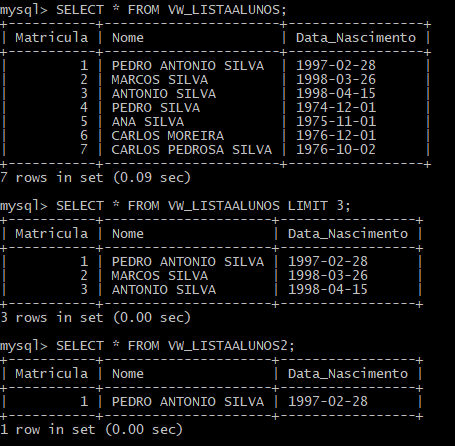 mysql> SELECT * FROM VW_LISTAALUNOS;
+-----------+----------------------+-----------------+
| Matricula | Nome                 | Data_Nascimento |
+-----------+----------------------+-----------------+
|         1 | PEDRO ANTONIO SILVA  | 1997-02-28      |
|         2 | MARCOS SILVA         | 1998-03-26      |
|         3 | ANTONIO SILVA        | 1998-04-15      |
|         4 | PEDRO SILVA          | 1974-12-01      |
|         5 | ANA SILVA            | 1975-11-01      |
|         6 | CARLOS MOREIRA       | 1976-12-01      |
|         7 | CARLOS PEDROSA SILVA | 1976-10-02      |
+-----------+----------------------+-----------------+
7 rows in set (0.09 sec)
mysql> SELECT * FROM VW_LISTAALUNOS LIMIT 3;
+-----------+---------------------+-----------------+
| Matricula | Nome                | Data_Nascimento |
+-----------+---------------------+-----------------+
|         1 | PEDRO ANTONIO SILVA | 1997-02-28      |
|         2 | MARCOS SILVA        | 1998-03-26      |
|         3 | ANTONIO SILVA       | 1998-04-15      |
+-----------+---------------------+-----------------+
3 rows in set (0.00 sec)
mysql> SELECT * FROM VW_LISTAALUNOS2;
+-----------+---------------------+-----------------+
| Matricula | Nome                | Data_Nascimento |
+-----------+---------------------+-----------------+
|         1 | PEDRO ANTONIO SILVA | 1997-02-28      |
+-----------+---------------------+-----------------+
1 row in set (0.00 sec)